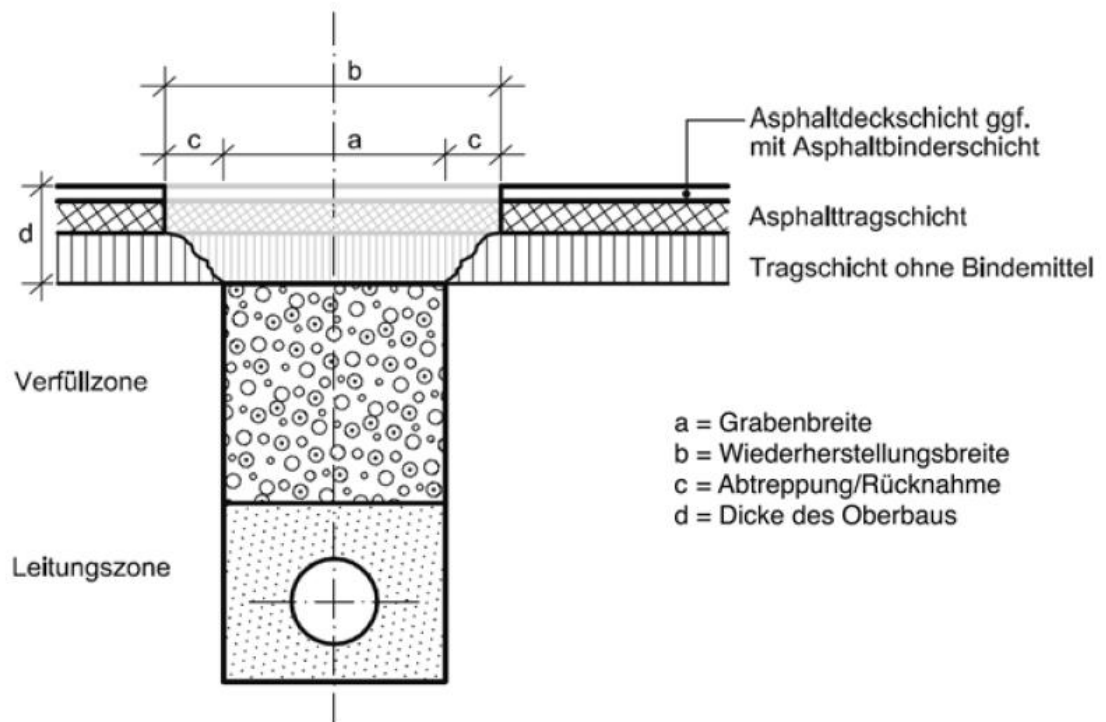 b
c
a
c
Asphaltdeckschicht ggf.
mit Asphaltbinderschicht
d
Asphalttragschicht
Tragschicht ohne Bindemittel
Verfüllzone
a = Grabenbreite
b = Wiederherstellungsbreite
c = Abtreppung/Rücknahme
d = Dicke des Oberbaus
Leitungszone